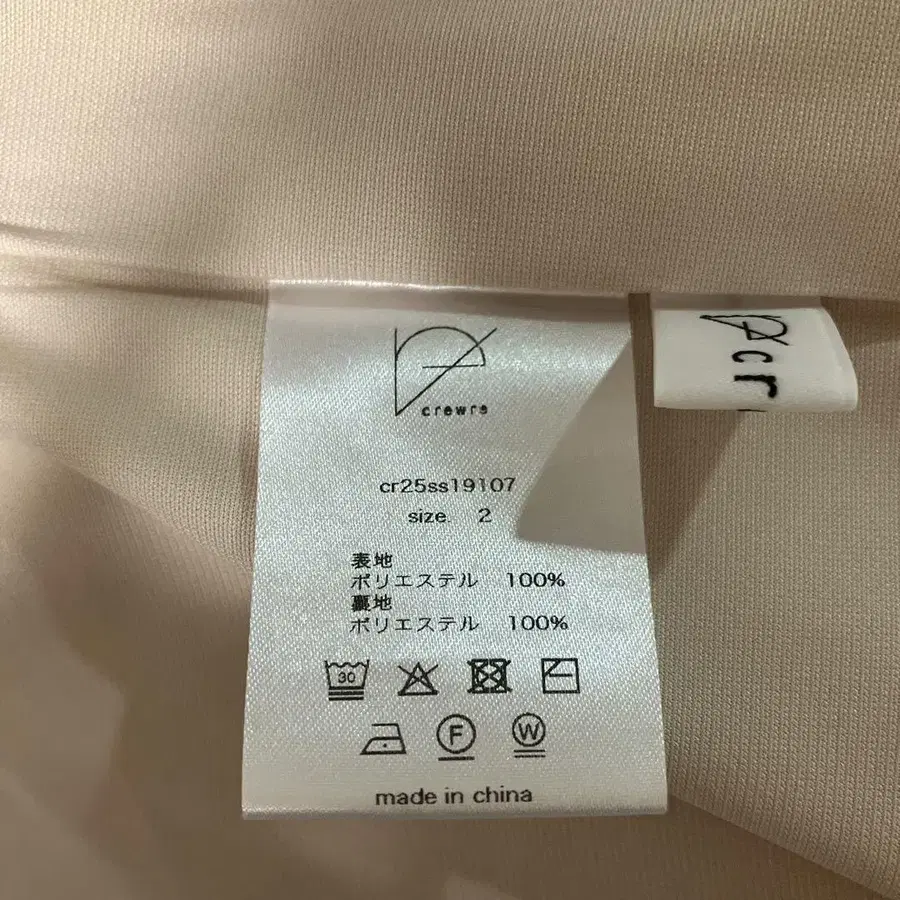 crewra
cr
cr25ss19107
size. 2
表地
ポリエステル 100%
裏地
ポリエステル 100%
30
F
W
made in china